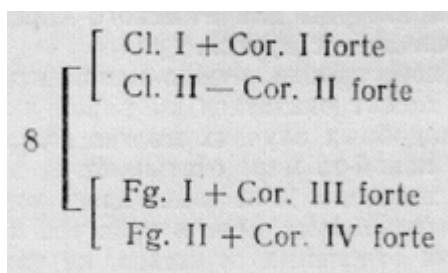 Cl. I + Cor. I forte
Cl. II — Cor. II forte
8
Fg. I + Cor. III forte
Fg. II + Cor. IV forte